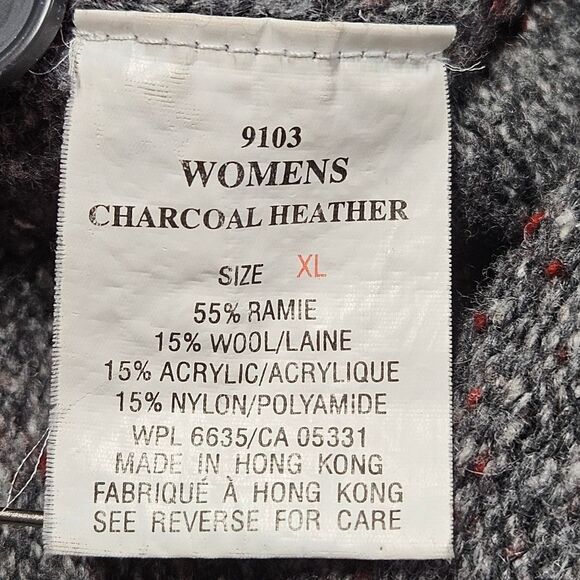 9103
WOMENS
CHARCOAL HEATHER
SIZE XL
55% RAMIE
15% WOOL/LAINE
15% ACRYLIC/ACRYLIQUE
15% NYLON/POLYAMIDE
WPL 6635/CA 05331
MADE IN HONG KONG
FABRIQUÉ À HONG KONG
SEE REVERSE FOR CARE